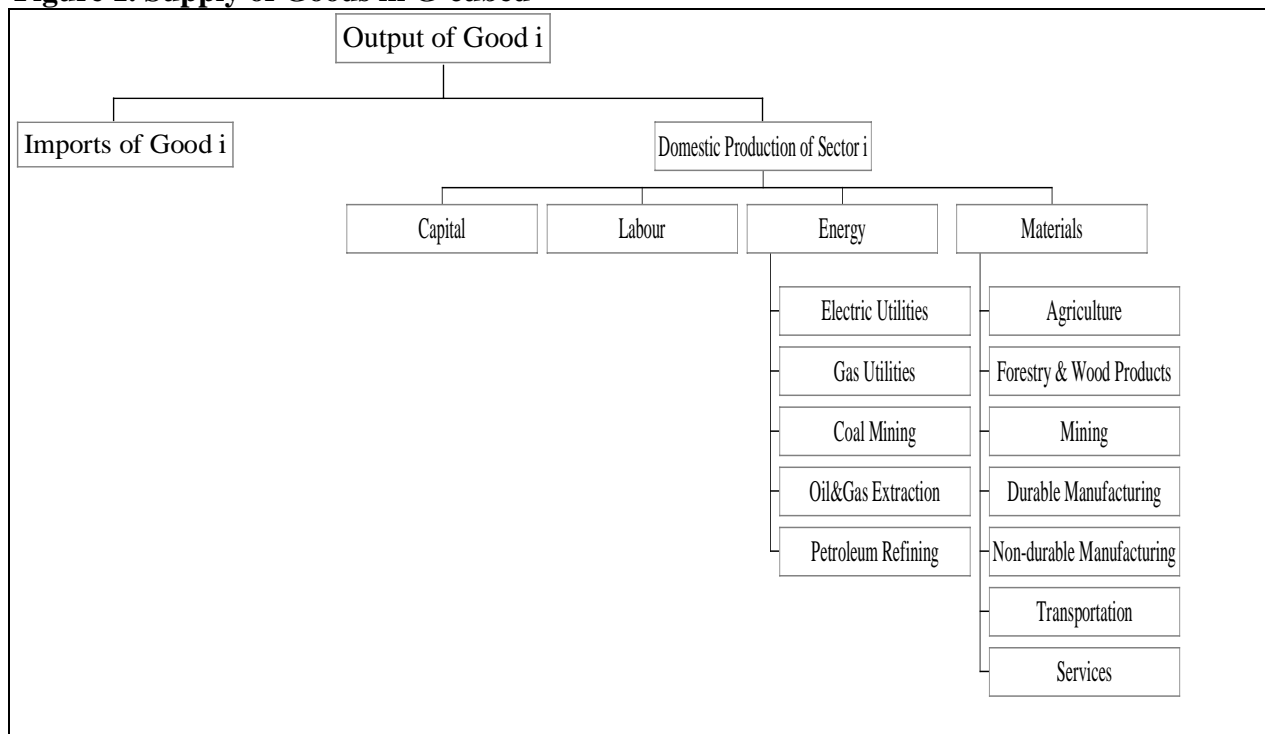 Output of Good i
Imports of Good i
Domestic Production of Sector i
Capital
Labour
Energy
Materials
Electric Utilities
Gas Utilities
Coal Mining
Oil&Gas Extraction
Petroleum Refining
Agriculture
Forestry & Wood Products
Mining
Durable Manufacturing
Non-durable Manufacturing
Transportation
Services